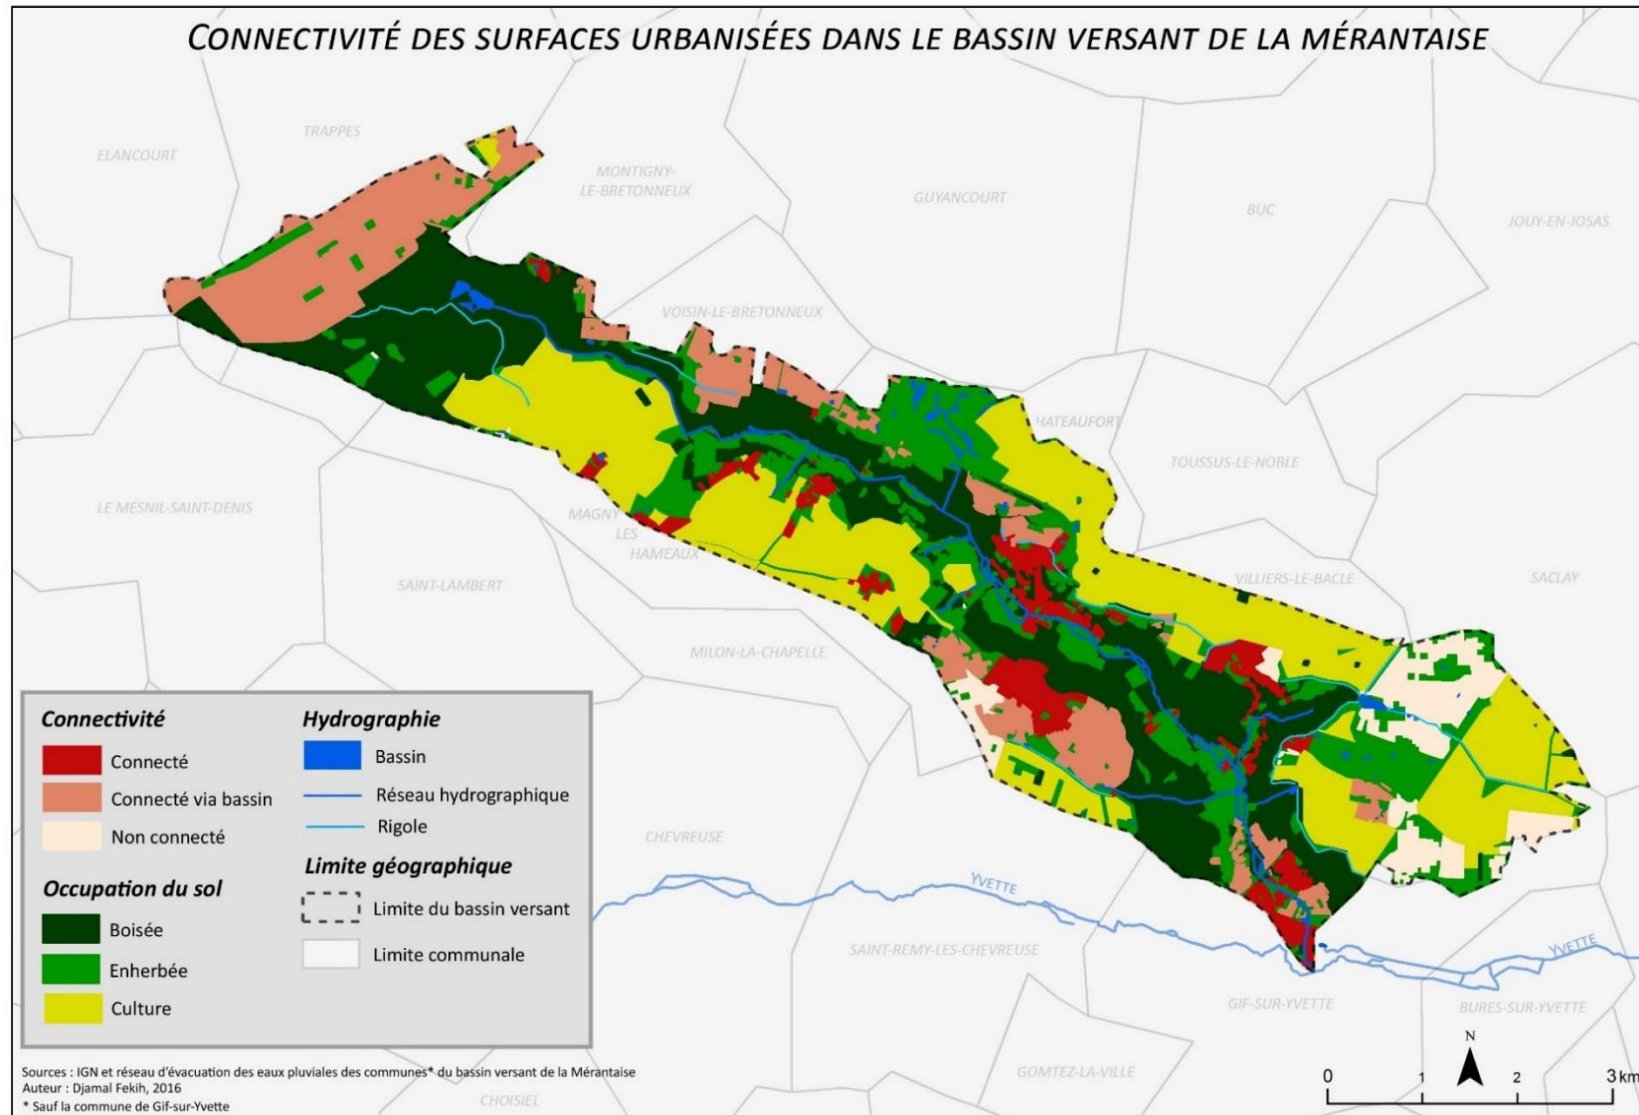 CONNECTIVITÉ DES SURFACES URBANISÉES DANS LE BASSIN VERSANT DE LA MÉRANTAISE
TRAPPES
ELANCOURT
MONTIGNY-
LE-BRETONNEUX
GUYANCOURT
BUC
JOUY-EN-JOSAS
VOISIN-LE-BRETONNEUX
HATEAUFORT
TOUSSUS-LE-NOBLE
LE MESNIL-SAINT-DENIS
MAGNY
LES
HAMEAUX
SAINT-LAMBERT
VILLIERS-LE-BACLE
SACLAY
MILON-LA-CHAPELLE
CHEVREUSE
YVETTE
SAINT-REMY-LES-CHEVREUSE
YVETTE
GIF-SUR-YVETTE
BURES-SUR-YVETTE
GOMTEZ-LA-VILLE
CHOISIEL
Connectivité
Connecté
Connecté via bassin
Non connecté
Occupation du sol
Boisée
Enherbée
Culture
Hydrographie
Bassin
Réseau hydrographique
Rigole
Limite géographique
Limite du bassin versant
Limite communale
N
0 1 2 3 km
Sources : IGN et réseau d'évacuation des eaux pluviales des communes* du bassin versant de la Mérantaise
Auteur : Djamal Fekih, 2016
* Sauf la commune de Gif-sur-Yvette